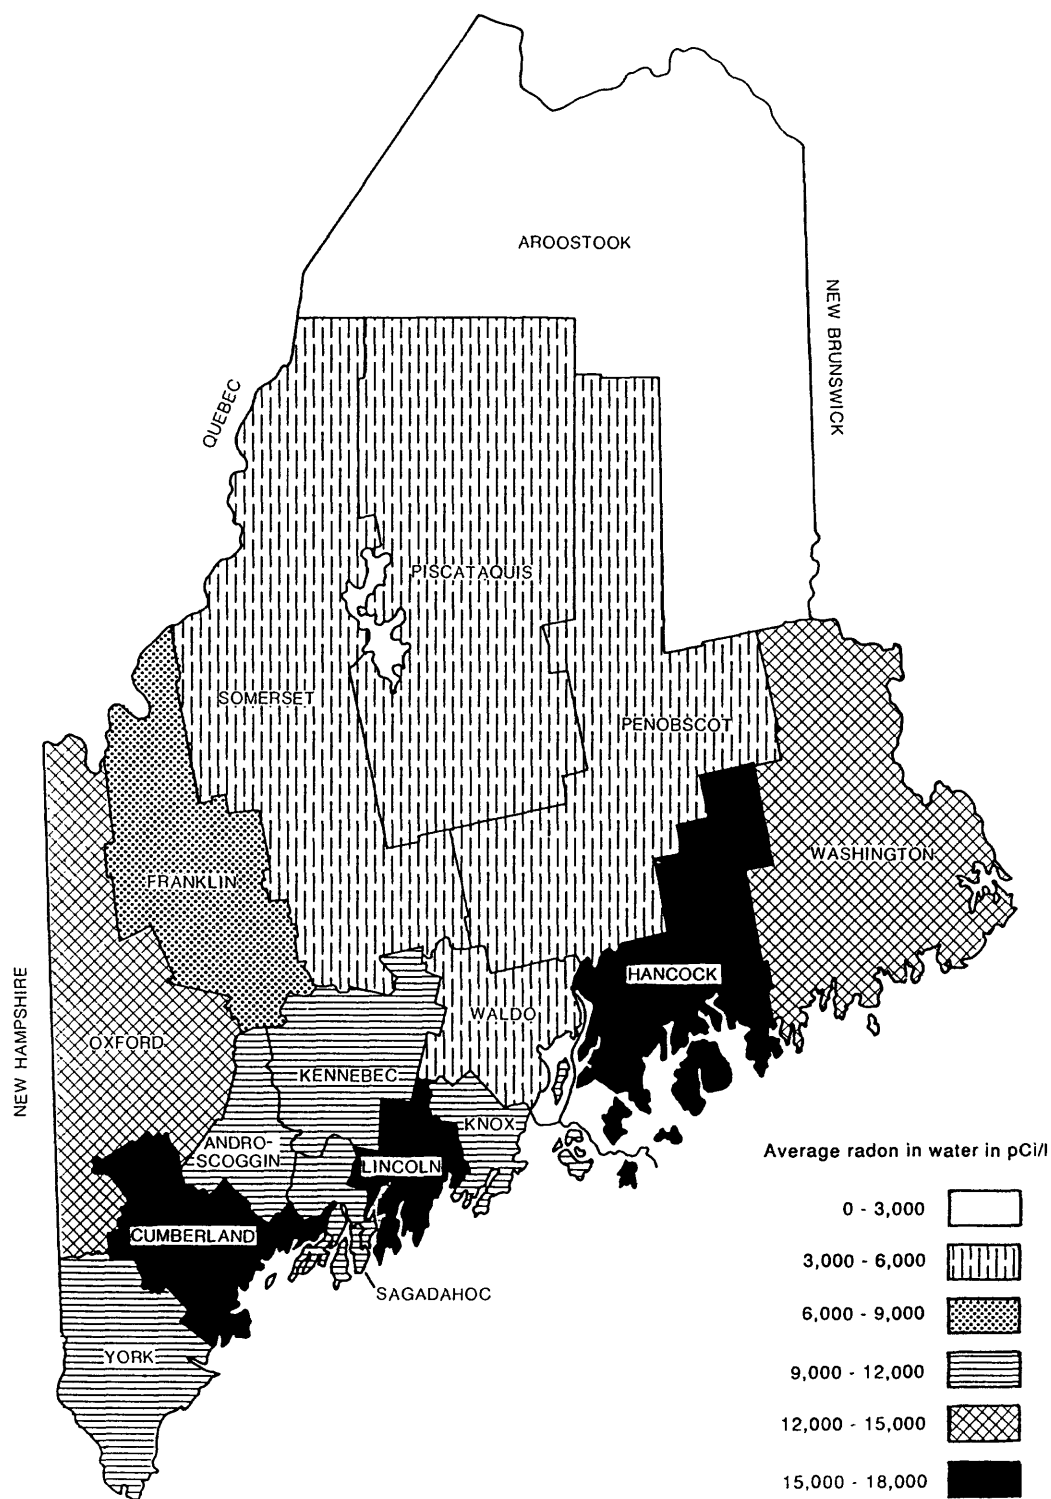 AROOSTOOK
NEW BRUNSWICK
QUEBEC
PISCATAQUIS
SOMERSET
PENOBSCOT
WASHINGTON
FRANKLIN
HANCOCK
NEW HAMPSHIRE
WALDO
OXFORD
KENNEBEC
KNOX
ANDRO-
SCOGGIN
LINCOLN
CUMBERLAND
SAGADAHOC
YORK
Average radon in water in pCi/l
0 - 3,000
3,000 - 6,000
6,000 - 9,000
9,000 - 12,000
12,000 - 15,000
15,000 - 18,000